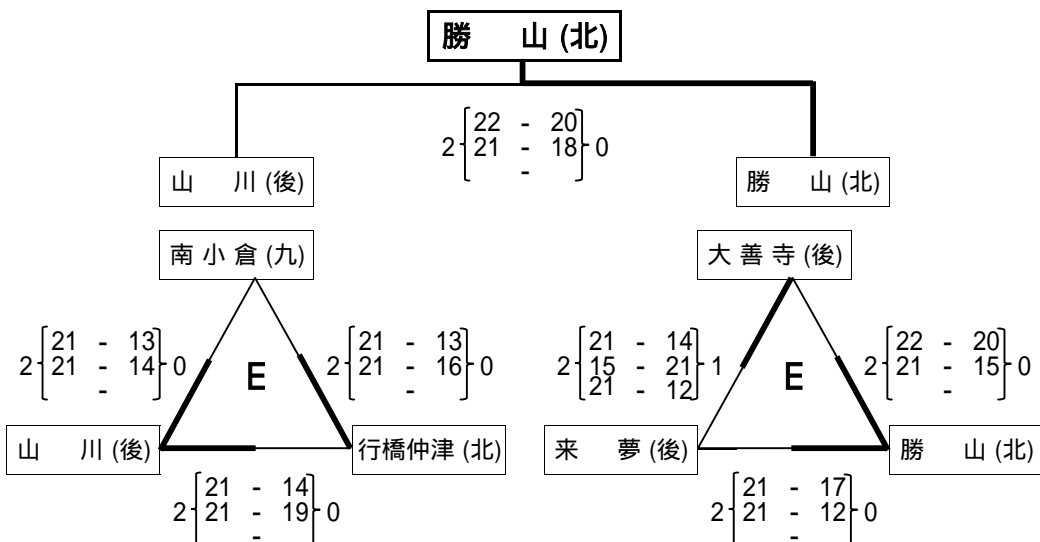 勝　山 (北)
22 - 20
2 21 - 18 0
-
山　川 (後)
勝　山 (北)
南 小 倉 (九)
大 善 寺 (後)
21 - 13
2 21 - 14 0
-
E
21 - 13
2 21 - 16 0
-
21 - 14
2 15 - 21 1
21 - 12
E
22 - 20
2 21 - 15 0
-
山　川 (後)
行橋仲津 (北)
来　夢 (後)
勝　山 (北)
21 - 14
2 21 - 19 0
-
21 - 17
2 21 - 12 0
-